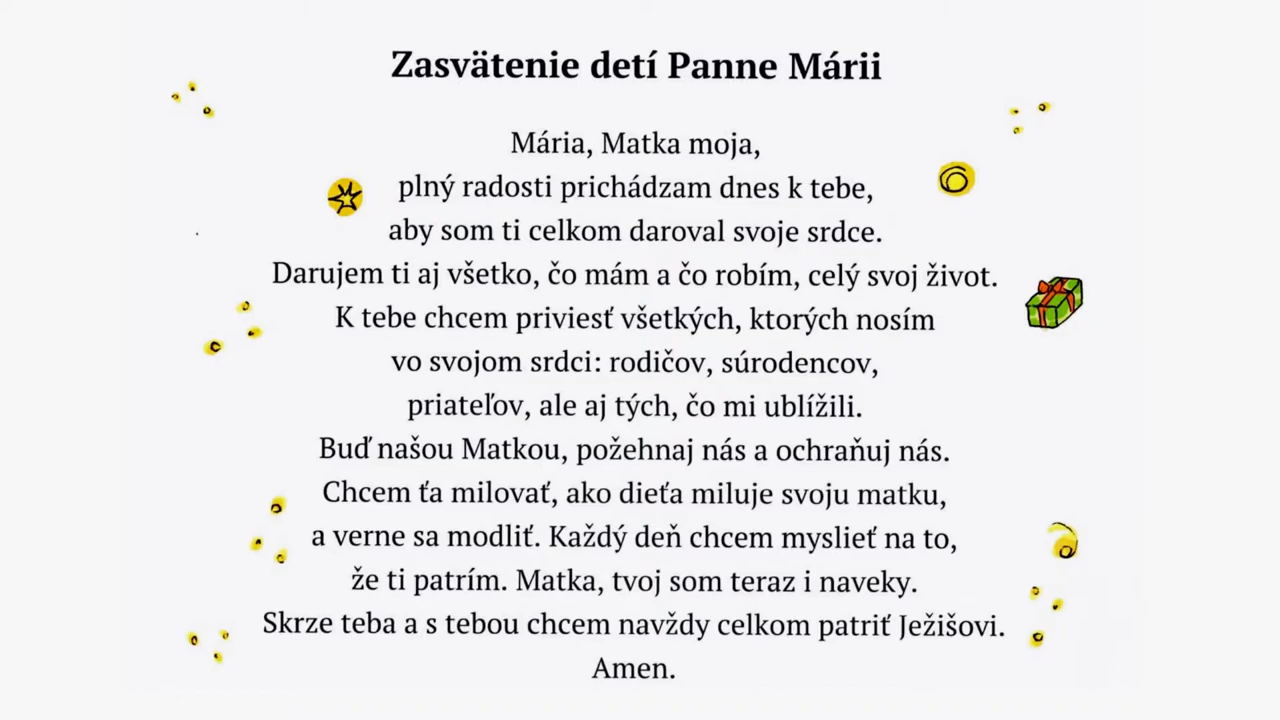 Zasvätenie detí Panne Márii
Mária, Matka moja,
plný radosti prichádzam dnes k tebe,
aby som ti celkom daroval svoje srdce.
Darujem ti aj všetko, čo mám a čo robím, celý svoj život.
K tebe chcem priviesť všetkých, ktorých nosím
vo svojom srdci: rodičov, súrodencov,
priateľov, ale aj tých, čo mi ublížili.
Buď našou Matkou, požehnaj nás a ochraňuj nás.
Chcem ťa milovať, ako dieťa miluje svoju matku,
a verne sa modliť. Každý deň chcem myslieť na to,
že ti patrím. Matka, tvoj som teraz i naveky.
Skrze teba a s tebou chcem navždy celkom patriť Ježišovi.
Amen.